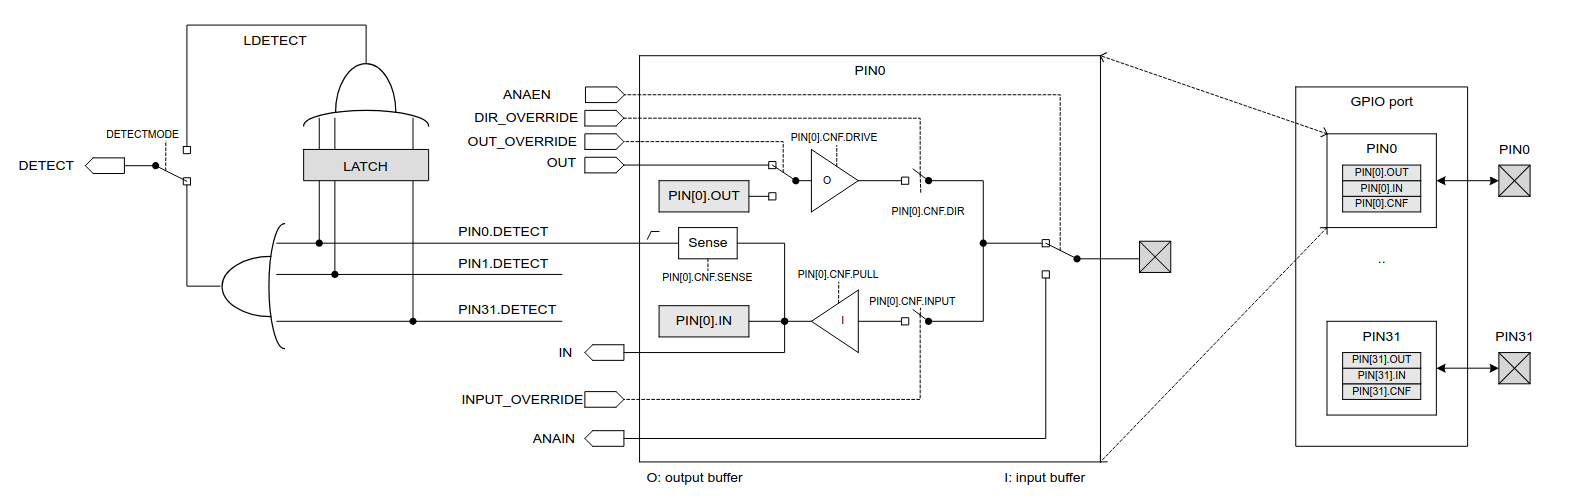 LDETECT
DETECTMODE
DETECT
LATCH
PIN0.DETECT
PIN1.DETECT
PIN31.DETECT
ANAEN
DIR_OVERRIDE
OUT_OVERRIDE
OUT
PIN0
PIN[0].CNF.DRIVE
O
PIN[0].OUT
PIN[0].CNF.DIR
Sense
PIN[0].CNF.SENSE
PIN[0].CNF.PULL
PIN[0].CNF.INPUT
PIN[0].IN
I
IN
INPUT_OVERRIDE
ANAIN
O: output buffer
I: input buffer
GPIO port
PIN0
PIN[0].OUT
PIN[0].IN
PIN[0].CNF
PIN0
..
PIN31
PIN[31].OUT
PIN[31].IN
PIN[31].CNF
PIN31